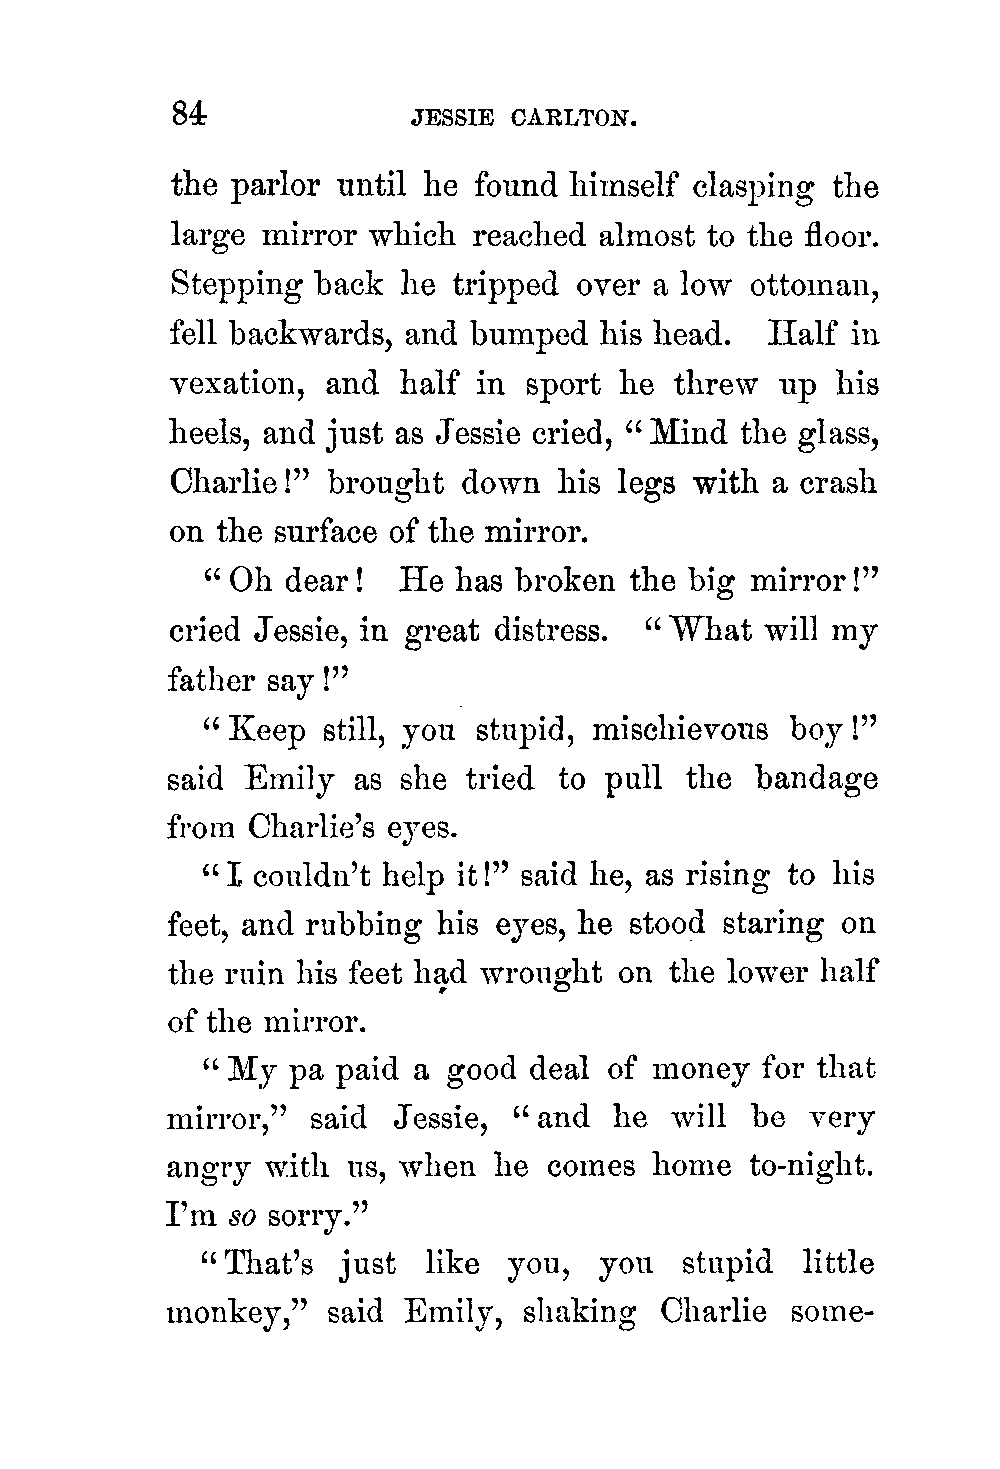 84 JESSIE CARLTON.
the parlor until he found himself clasping the
large mirror which reached almost to the floor.
Stepping back he tripped over a low ottoman,
fell backwards, and bumped his head. Half in
vexation, and half in sport he threw up his
heels, and just as Jessie cried, “Mind the glass,
Charlie!” brought down his legs with a crash
on the surface of the mirror.
“Oh dear! He has broken the big mirror!”
cried Jessie, in great distress. “What will my
father say!”
“Keep still, you stupid, mischievous boy!”
said Emily as she tried to pull the bandage
from Charlie’s eyes.
“I couldn’t help it!” said he, as rising to his
feet, and rubbing his eyes, he stood staring on
the ruin his feet had wrought on the lower half
of the mirror.
“My pa paid a good deal of money for that
mirror,” said Jessie, “and he will be very
angry with us, when he comes home to-night.
I’m so sorry.”
“That’s just like you, you stupid little
monkey,” said Emily, shaking Charlie some-